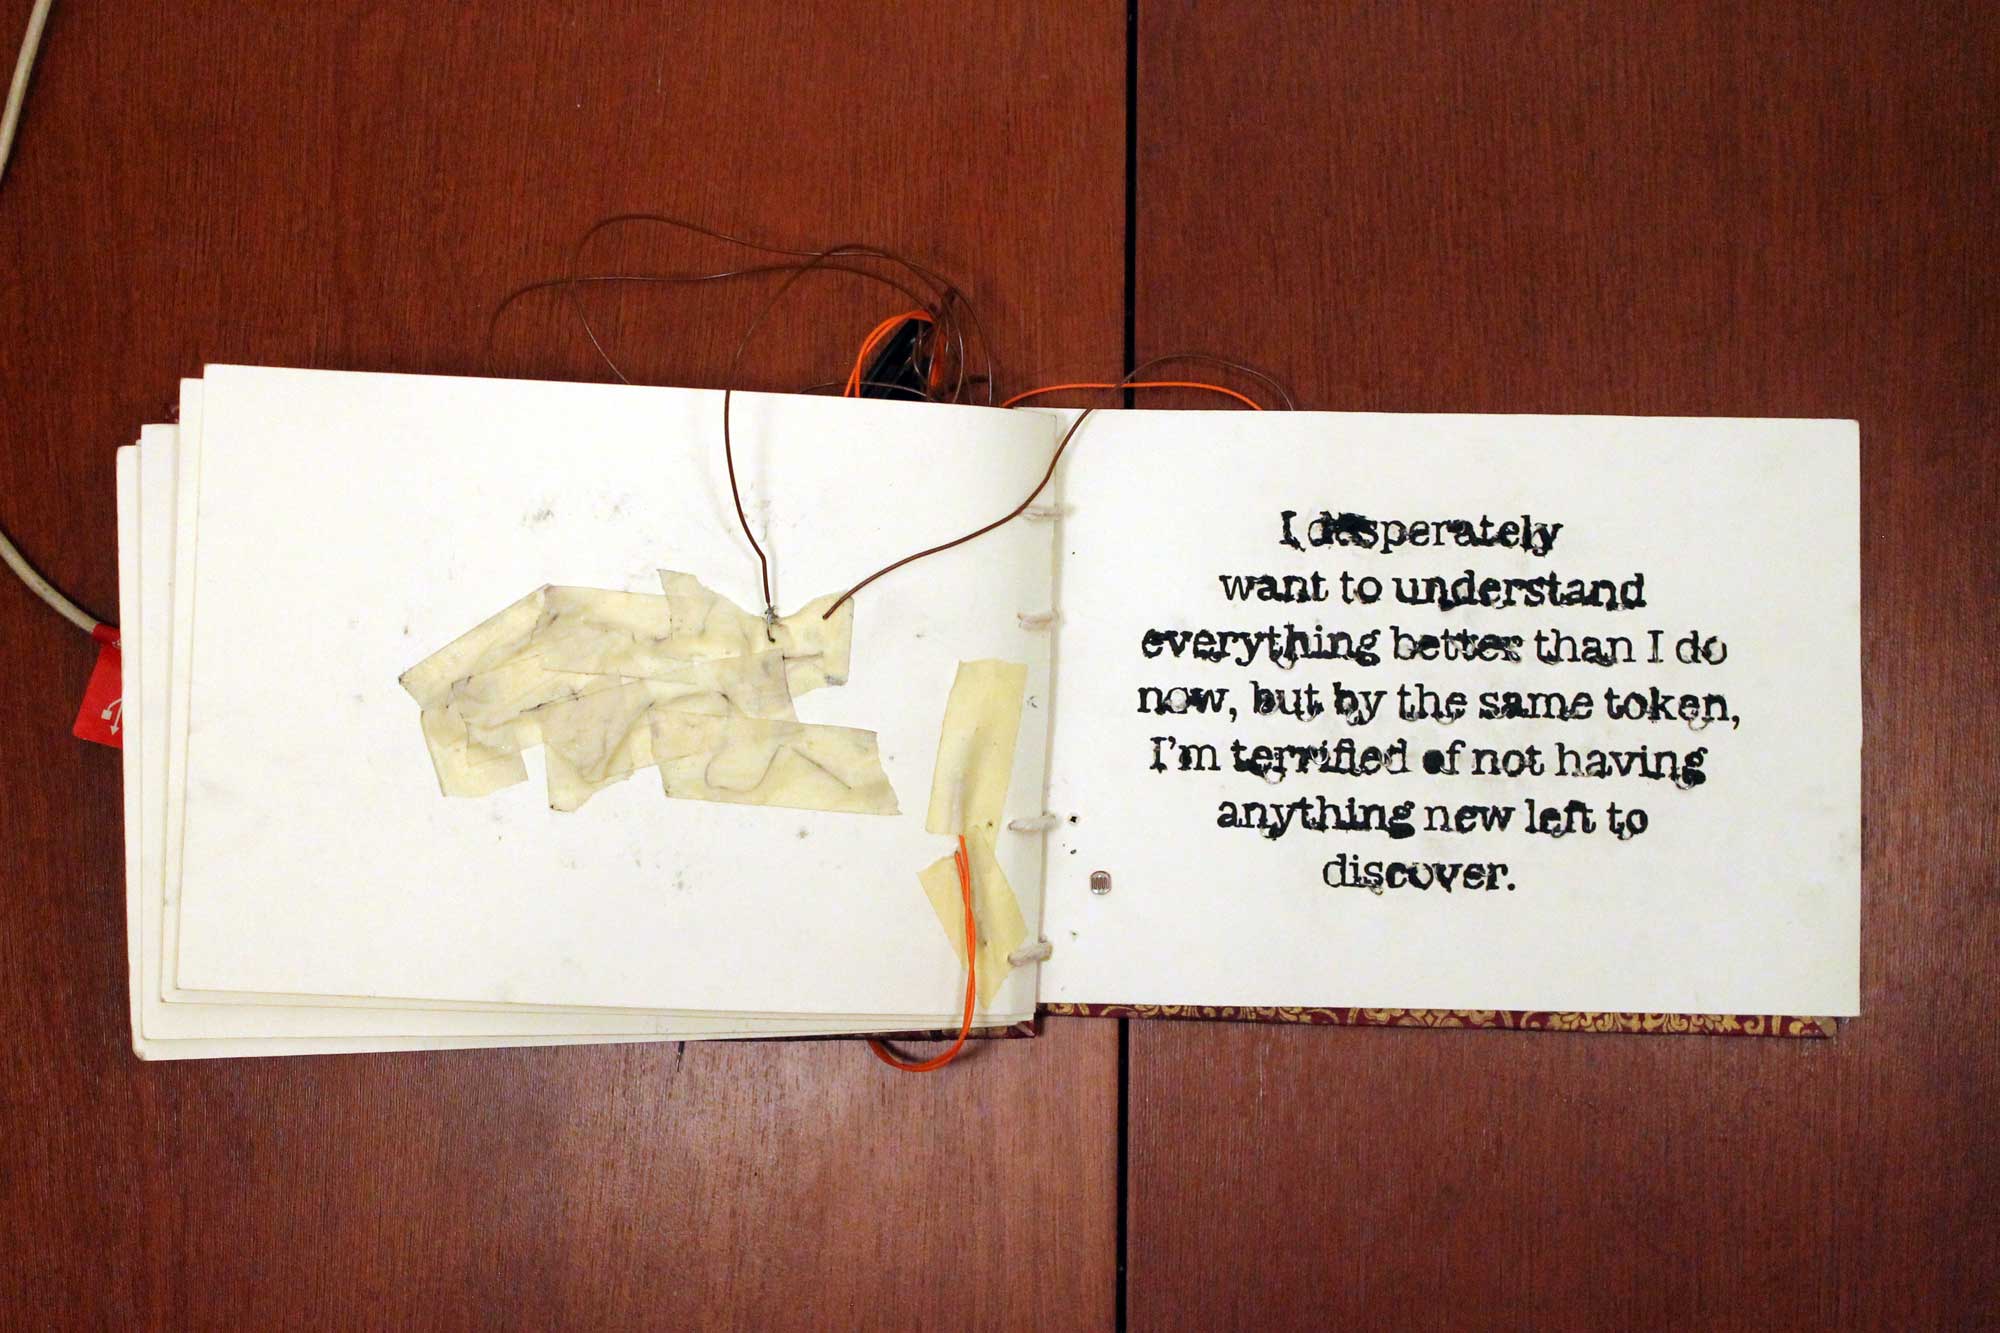 I desperately
want to understand
everything better than I do
now, but by the same token,
I'm terrified of not having
anything new left to
discover.